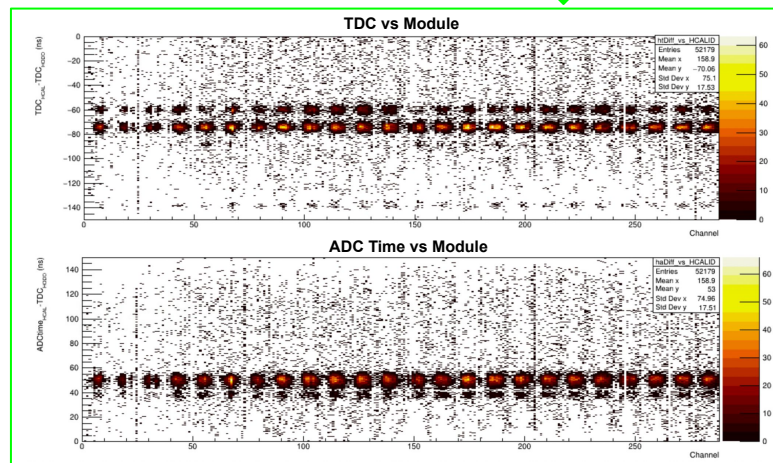 TDC vs Module
TDC_HCAL-TDC_HODO (ns)
0
−20
−40
−60
−80
−100
−120
−140
0
50
100
150
200
250
Channel
htDiff_vs_HCALID
Entries 52179
Mean x 158.9
Mean y −70.06
Std Dev x 75.1
Std Dev y 17.53
60
50
40
30
20
10
0
ADC Time vs Module
ADCtime_HCAL-TDC_HODO (ns)
140
120
100
80
60
40
20
0
0
50
100
150
200
250
Channel
haDiff_vs_HCALID
Entries 52179
Mean x 158.9
Mean y 53
Std Dev x 74.96
Std Dev y 17.51
60
50
40
30
20
10
0